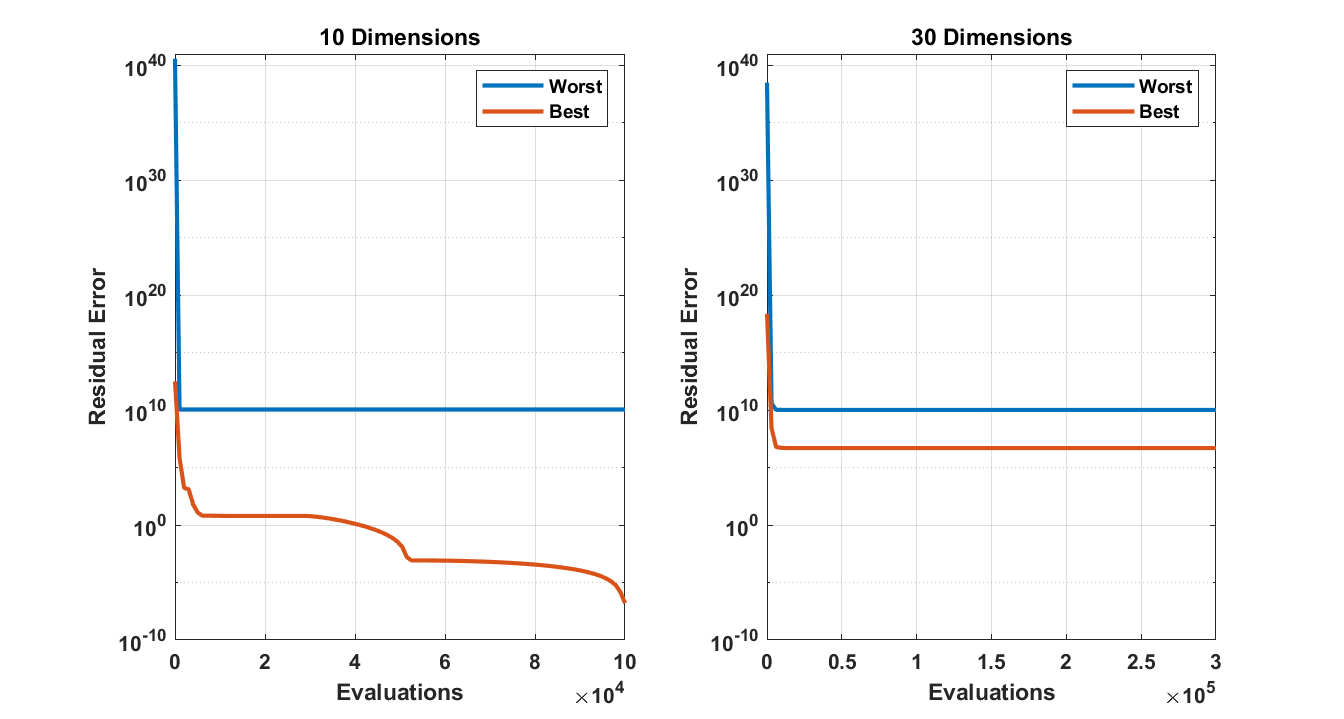 10 Dimensions
Worst
Best
10^40
10^30
10^20
10^10
10^0
10^-10
Residual Error
0 2 4 6 8 10
×10^4
Evaluations
30 Dimensions
Worst
Best
10^40
10^30
10^20
10^10
10^0
10^-10
Residual Error
0 0.5 1 1.5 2 2.5 3
×10^5
Evaluations